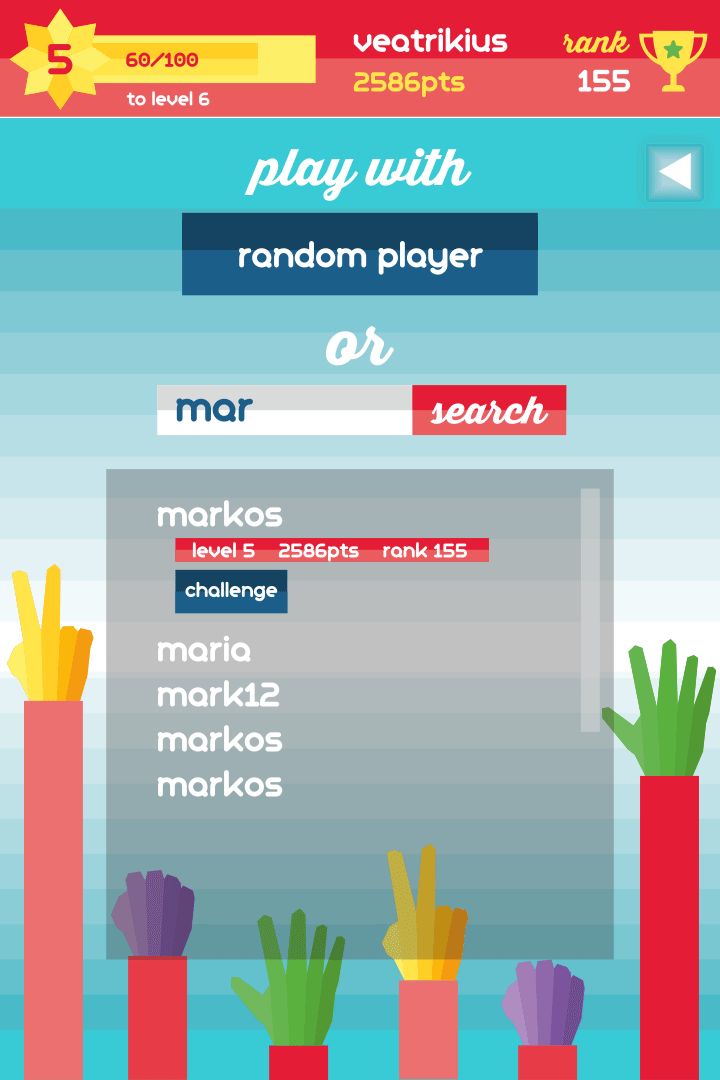 5
60/100
to level 6
veatrikius
2586pts
rank
155
play with
random player
or
mar
search
markos
level 5 2586pts rank 155
challenge
maria
mark12
markos
markos